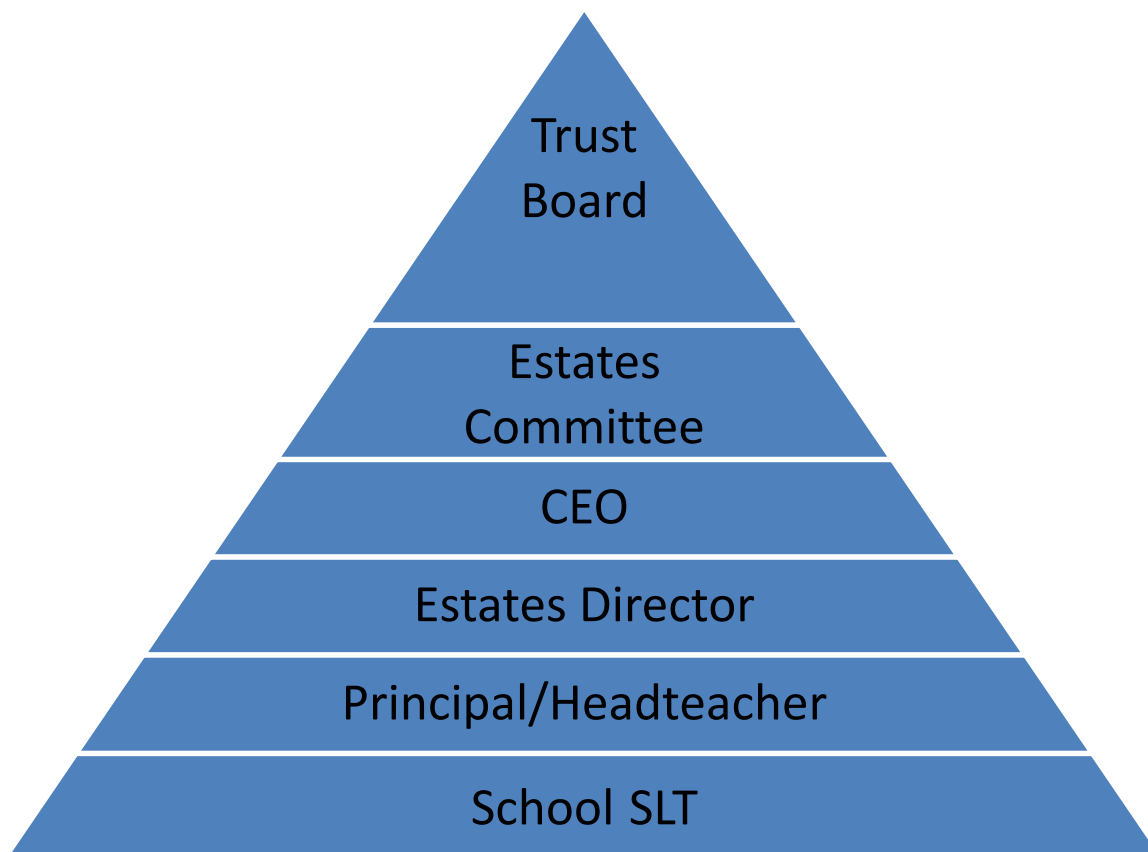 Trust
Board
Estates
Committee
CEO
Estates Director
Principal/Headteacher
School SLT